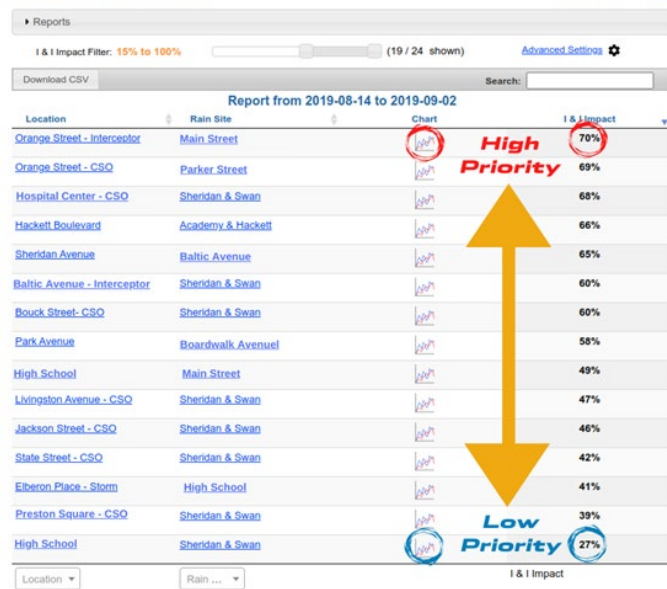 Reports
I & I Impact Filter: 15% to 100% (19 / 24 shown) Advanced Settings
Download CSV Search:
Report from 2019-08-14 to 2019-09-02
Location Rain Site Chart I & I Impact
Orange Street - Interceptor Main Street High 70%
Orange Street - CSO Parker Street Priority 69%
Hospital Center - CSO Sheridan & Swan 68%
Hackett Boulevard Academy & Hackett 66%
Sheridan Avenue Baltic Avenue 65%
Baltic Avenue - Interceptor Sheridan & Swan 60%
Bouck Street- CSO Sheridan & Swan 60%
Park Avenue Boardwalk Avenuel 58%
High School Main Street 49%
Livingston Avenue - CSO Sheridan & Swan 47%
Jackson Street - CSO Sheridan & Swan 46%
State Street - CSO Sheridan & Swan 42%
Elberon Place - Storm High School 41%
Preston Square - CSO Sheridan & Swan Low 39%
High School Sheridan & Swan Priority 27%
Location Rain ... I & I Impact